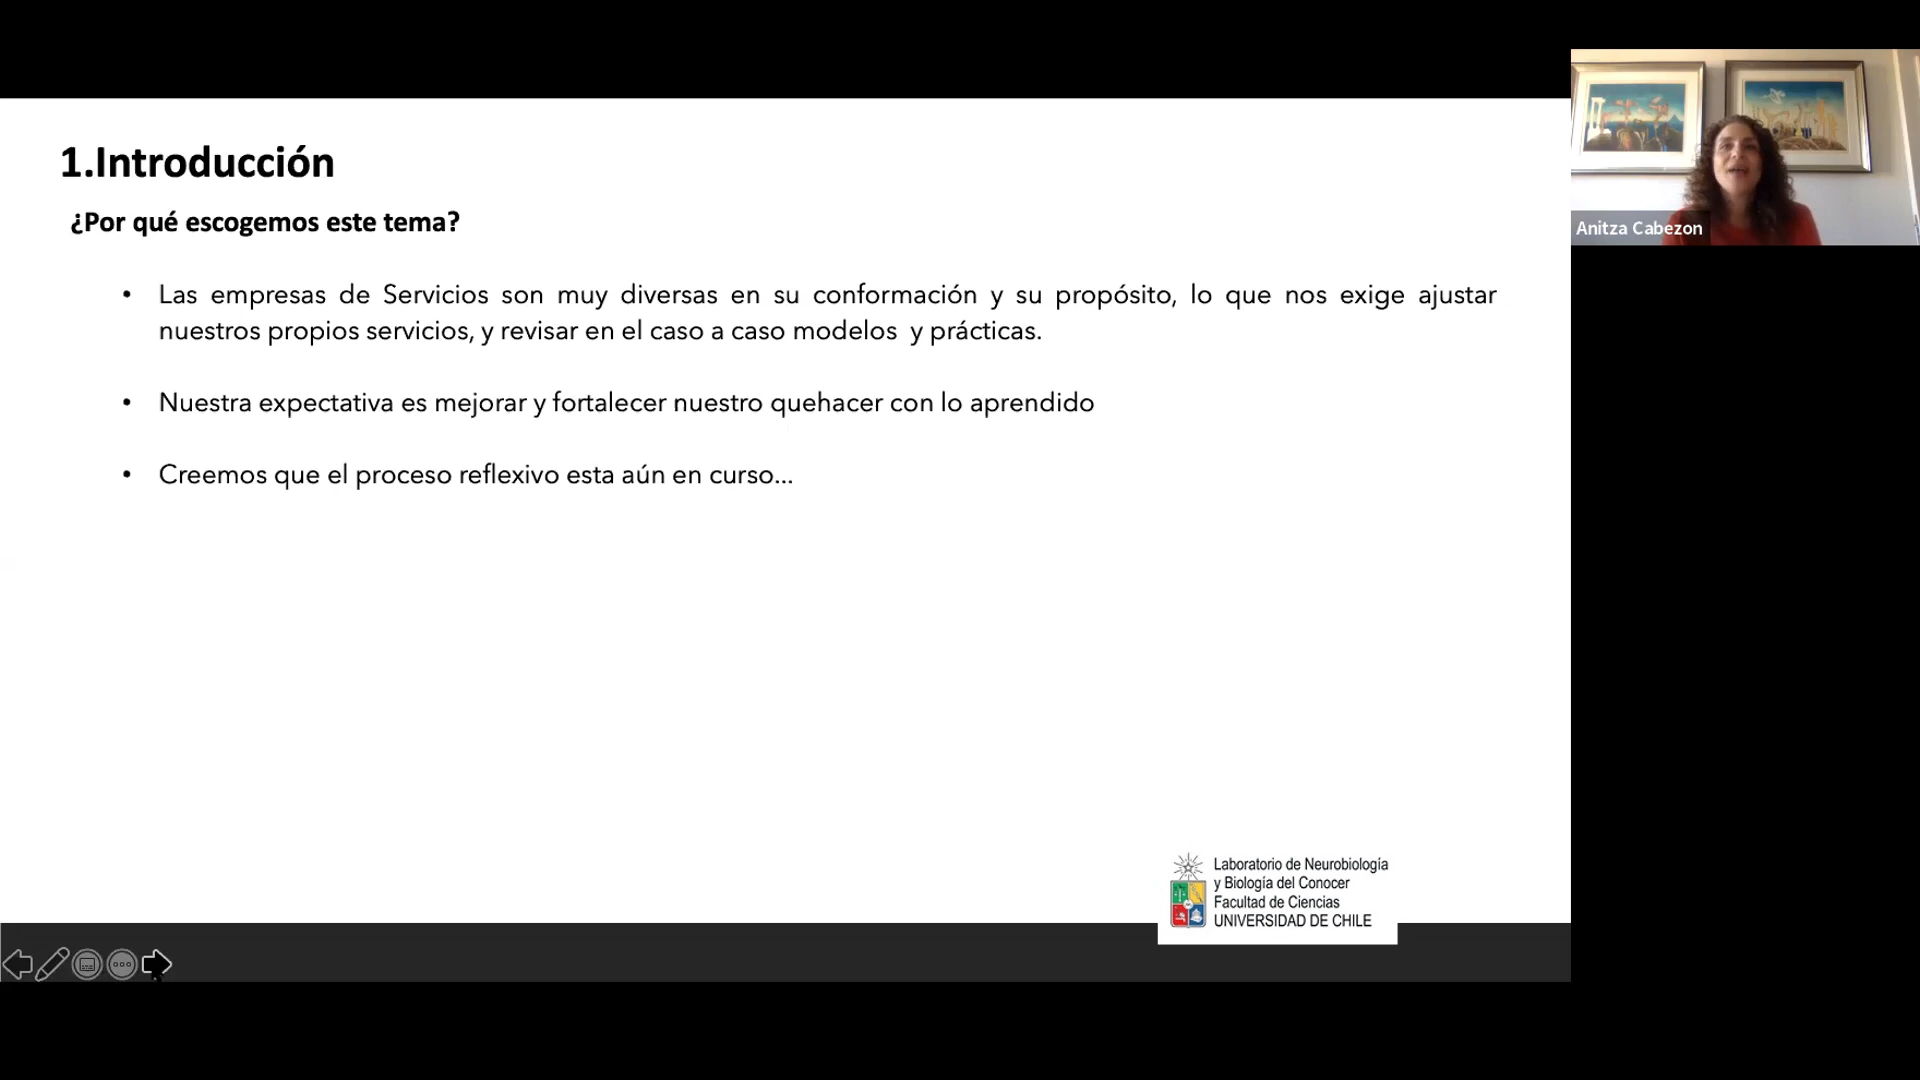 1.Introducción
¿Por qué escogemos este tema?
• Las empresas de Servicios son muy diversas en su conformación y su propósito, lo que nos exige ajustar
nuestros propios servicios, y revisar en el caso a caso modelos y prácticas.
• Nuestra expectativa es mejorar y fortalecer nuestro quehacer con lo aprendido
• Creemos que el proceso reflexivo esta aún en curso...
Anitza Cabezon
Laboratorio de Neurobiología
y Biología del Conocer
Facultad de Ciencias
UNIVERSIDAD DE CHILE